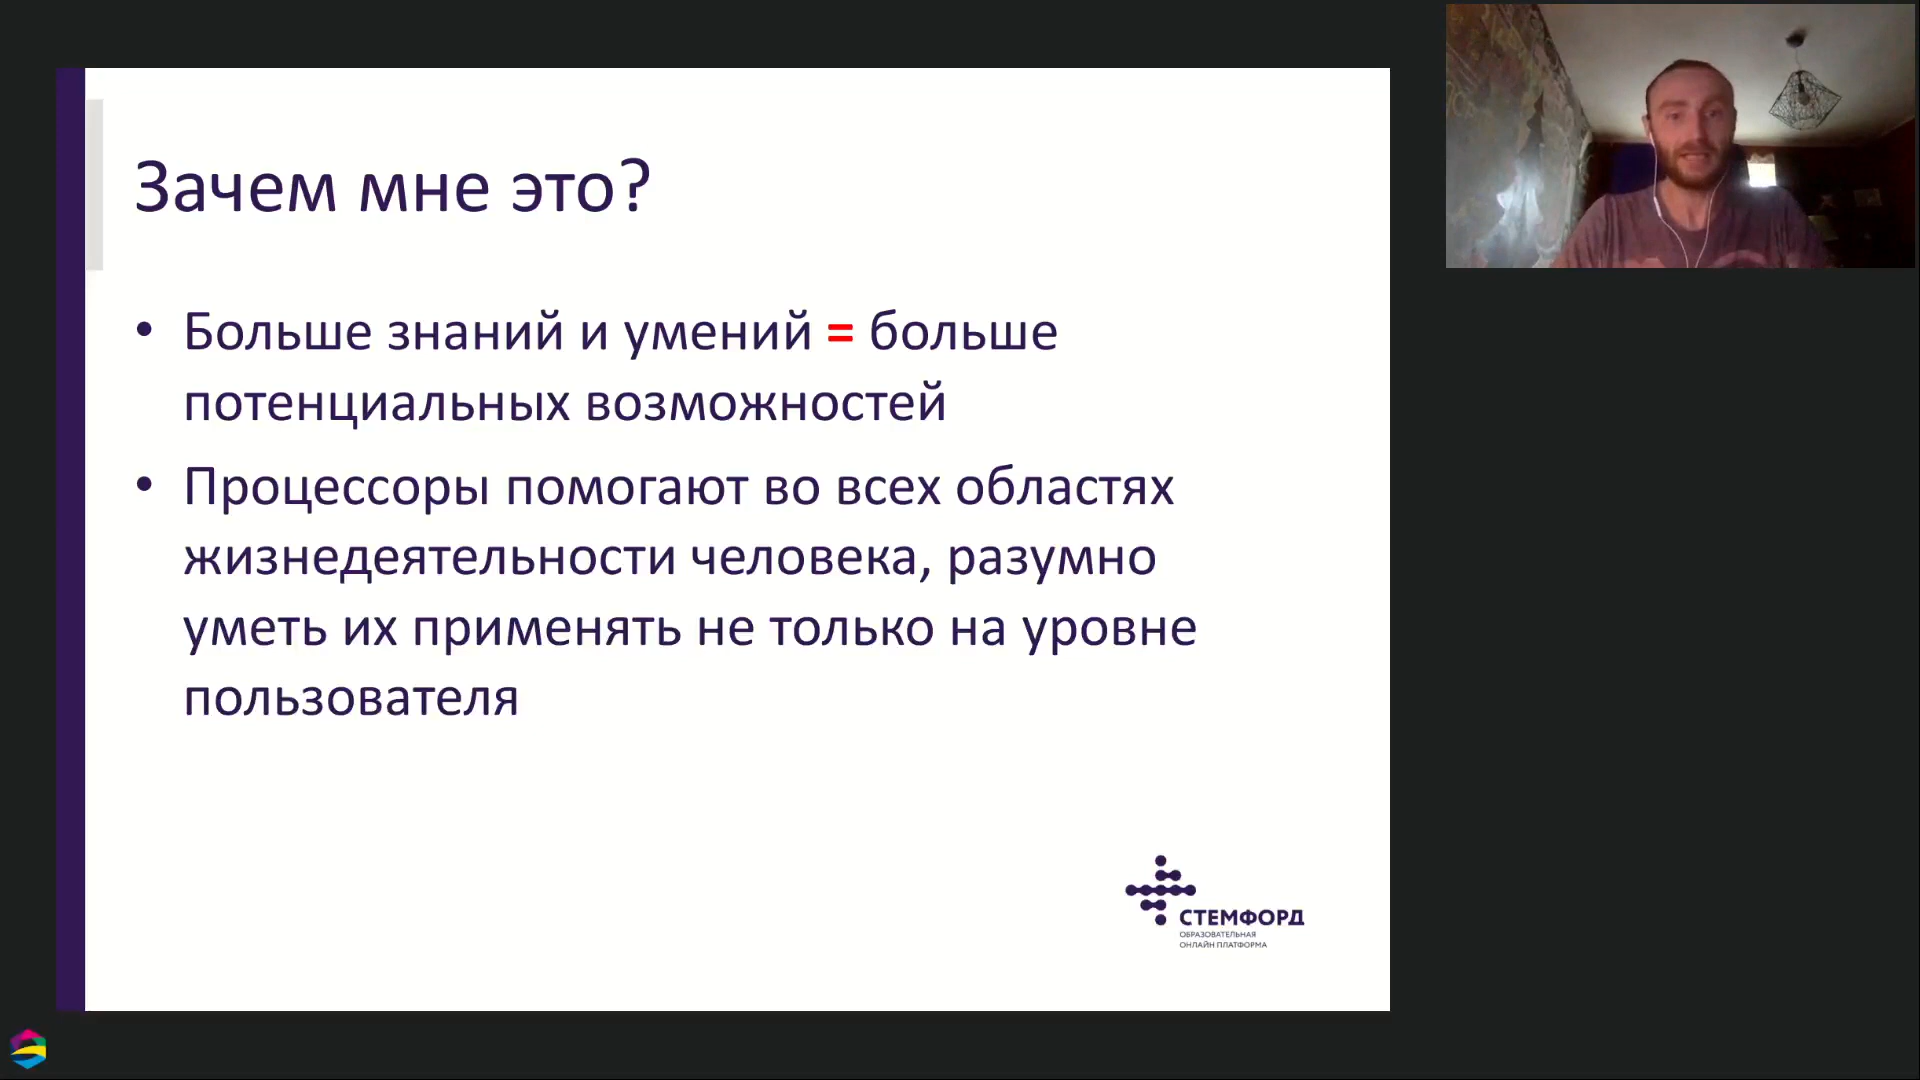 Зачем мне это?
• Больше знаний и умений = больше
потенциальных возможностей
• Процессоры помогают во всех областях
жизнедеятельности человека, разумно
уметь их применять не только на уровне
пользователя
СТЕМФОРД
ОБРАЗОВАТЕЛЬНАЯ
ОНЛАЙН ПЛАТФОРМА